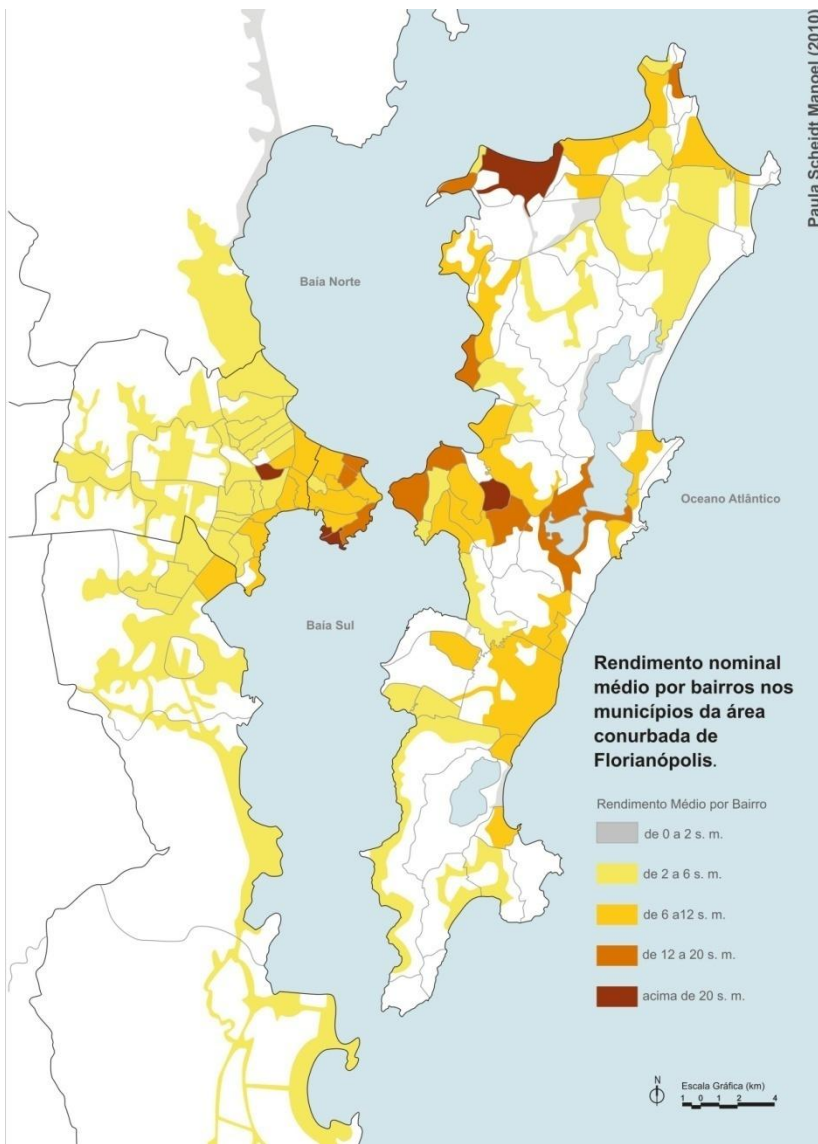 Paula Scheidt Manoel (2010)
Baía Norte
Oceano Atlântico
Baía Sul
Rendimento nominal
médio por bairros nos
municípios da área
conurbada de
Florianópolis.
Rendimento Médio por Bairro
de 0 a 2 s. m.
de 2 a 6 s. m.
de 6 a12 s. m.
de 12 a 20 s. m.
acima de 20 s. m.
N
Escala Gráfica (km)
1 0 1 2 4